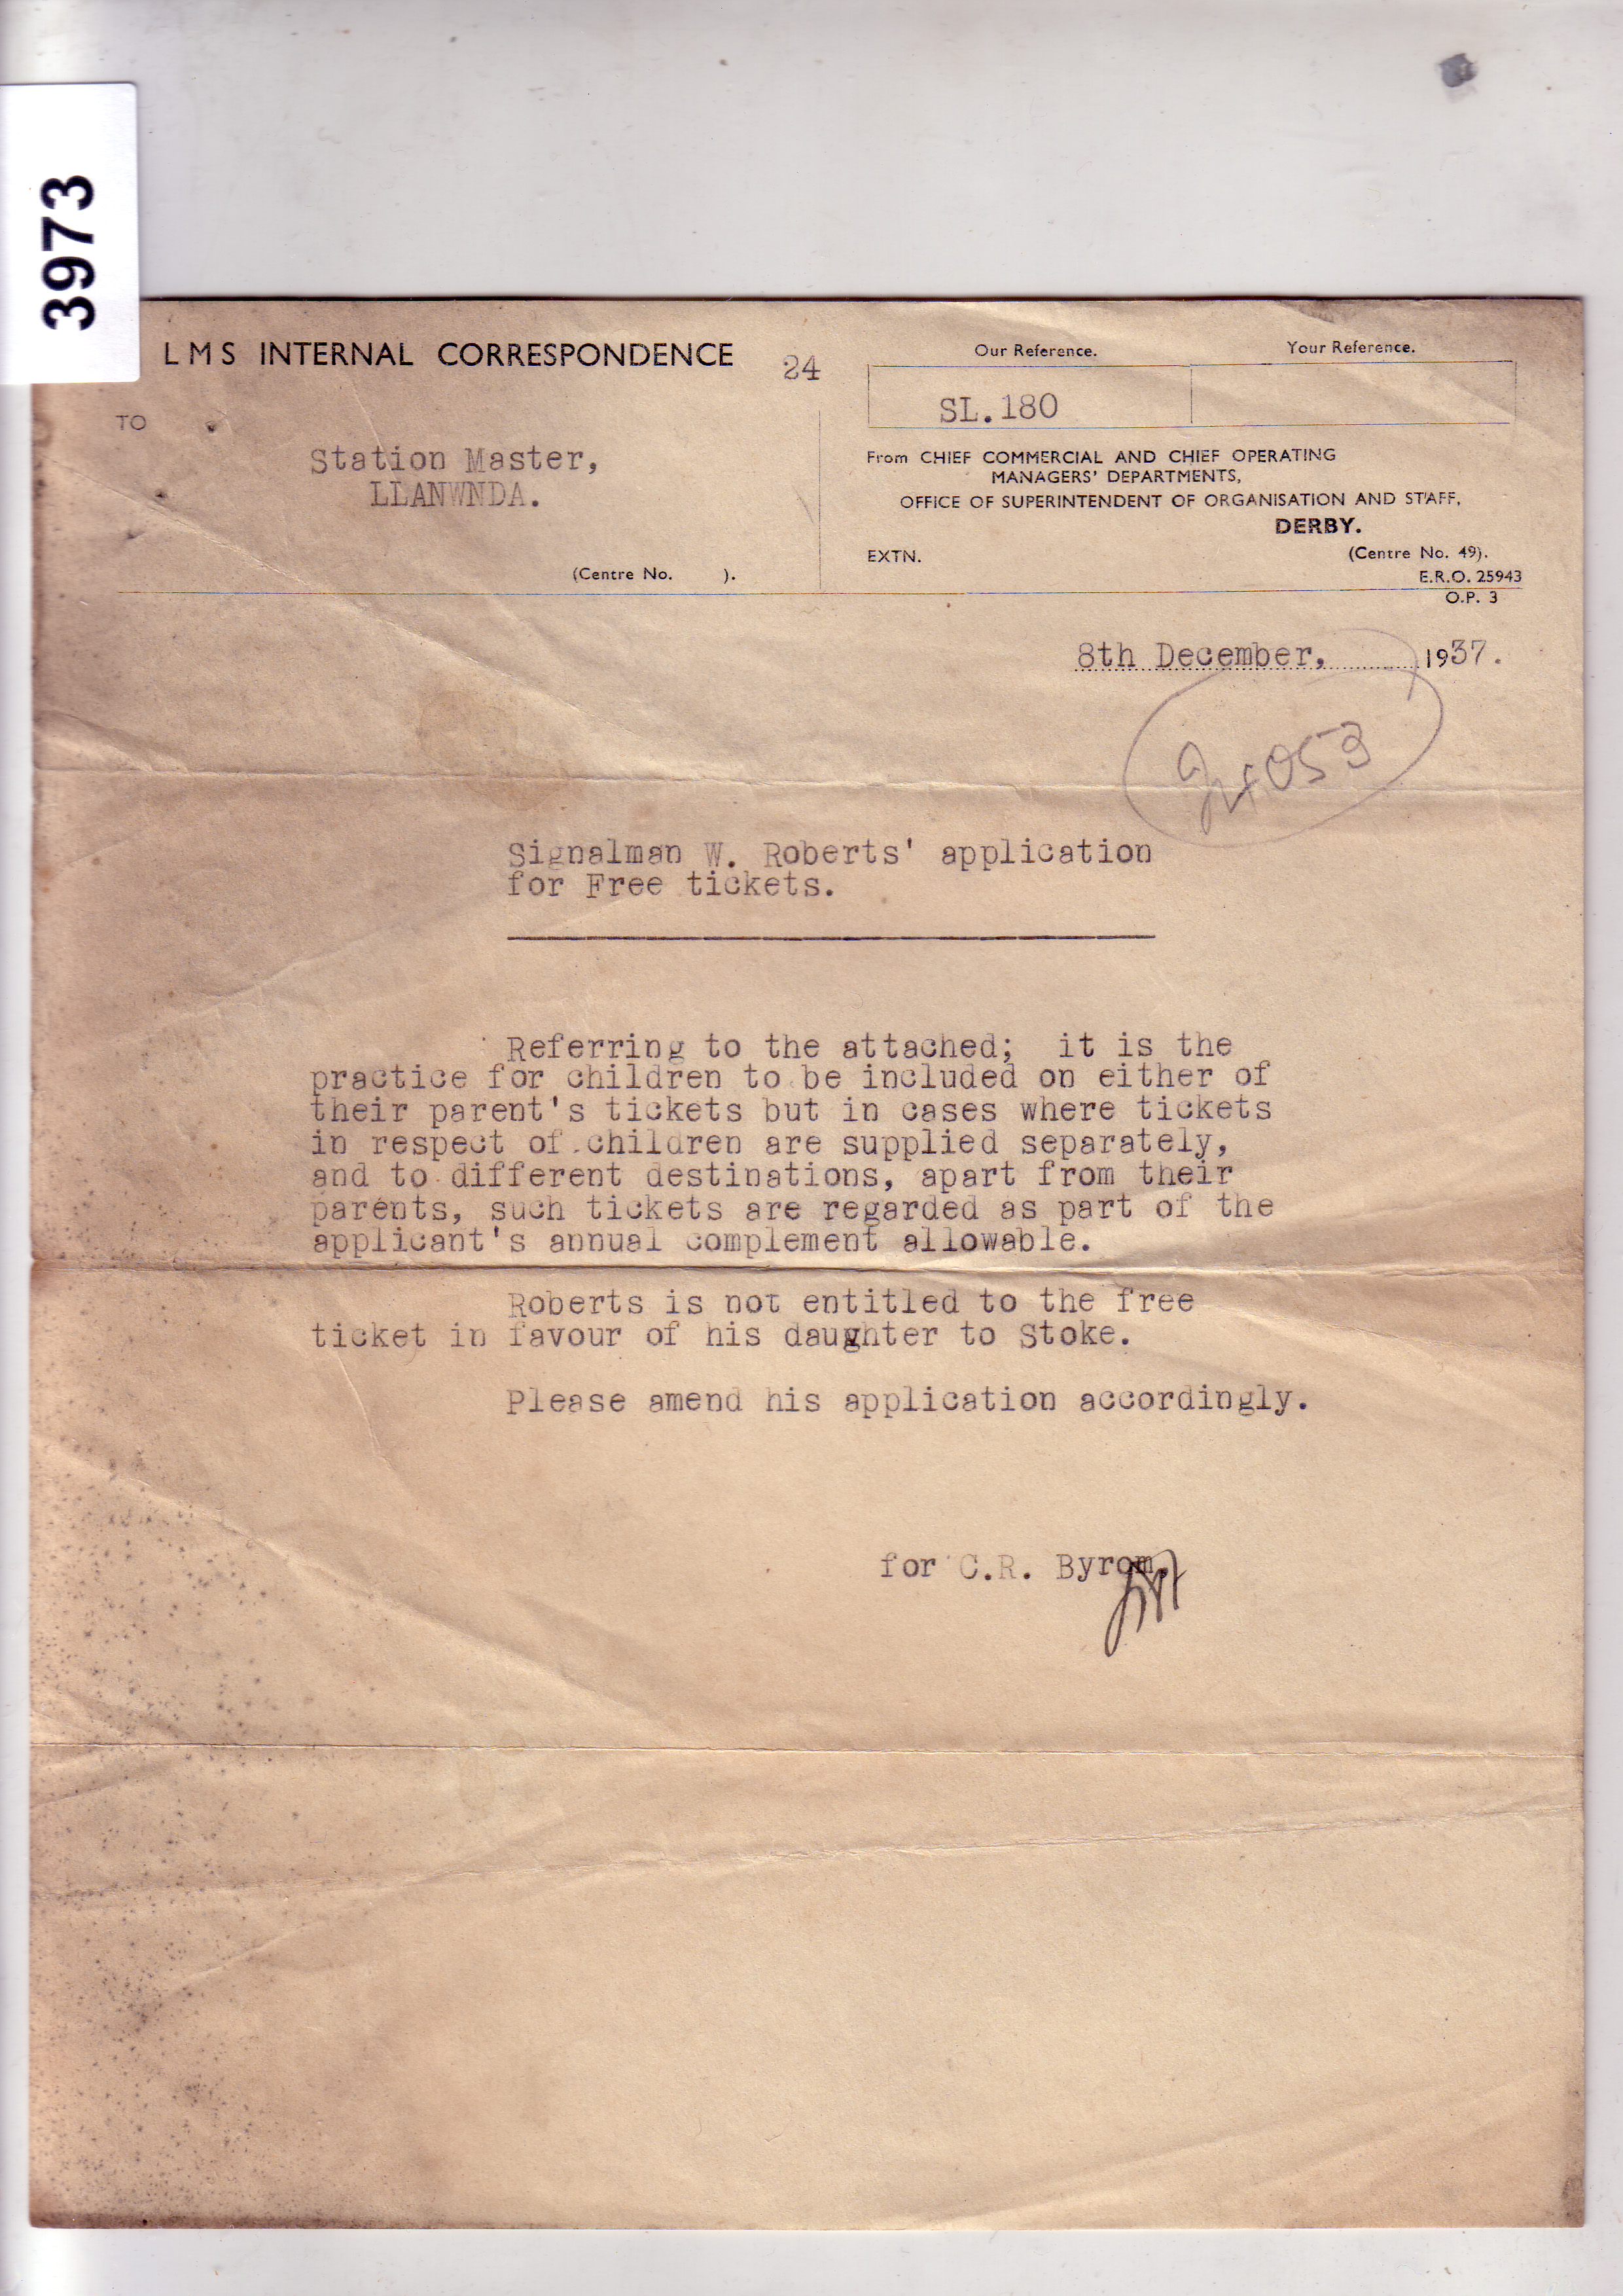 3973
LMS INTERNAL CORRESPONDENCE
24
Our Reference.
Your Reference.
SL.180
TO
Station Master,
LLANWNDA.
(Centre No. ).
From CHIEF COMMERCIAL AND CHIEF OPERATING
MANAGERS' DEPARTMENTS,
OFFICE OF SUPERINTENDENT OF ORGANISATION AND STAFF,
DERBY.
EXTN.
(Centre No. 49).
E.R.O. 25943
O.P. 3
8th December, 1937.
Signalman W. Roberts' application
for Free tickets.
Referring to the attached; it is the
practice for children to be included on either of
their parent's tickets but in cases where tickets
in respect of children are supplied separately,
and to different destinations, apart from their
parents, such tickets are regarded as part of the
applicant's annual complement allowable.
Roberts is not entitled to the free
ticket in favour of his daughter to Stoke.
Please amend his application accordingly.
for C.R. Byrom.